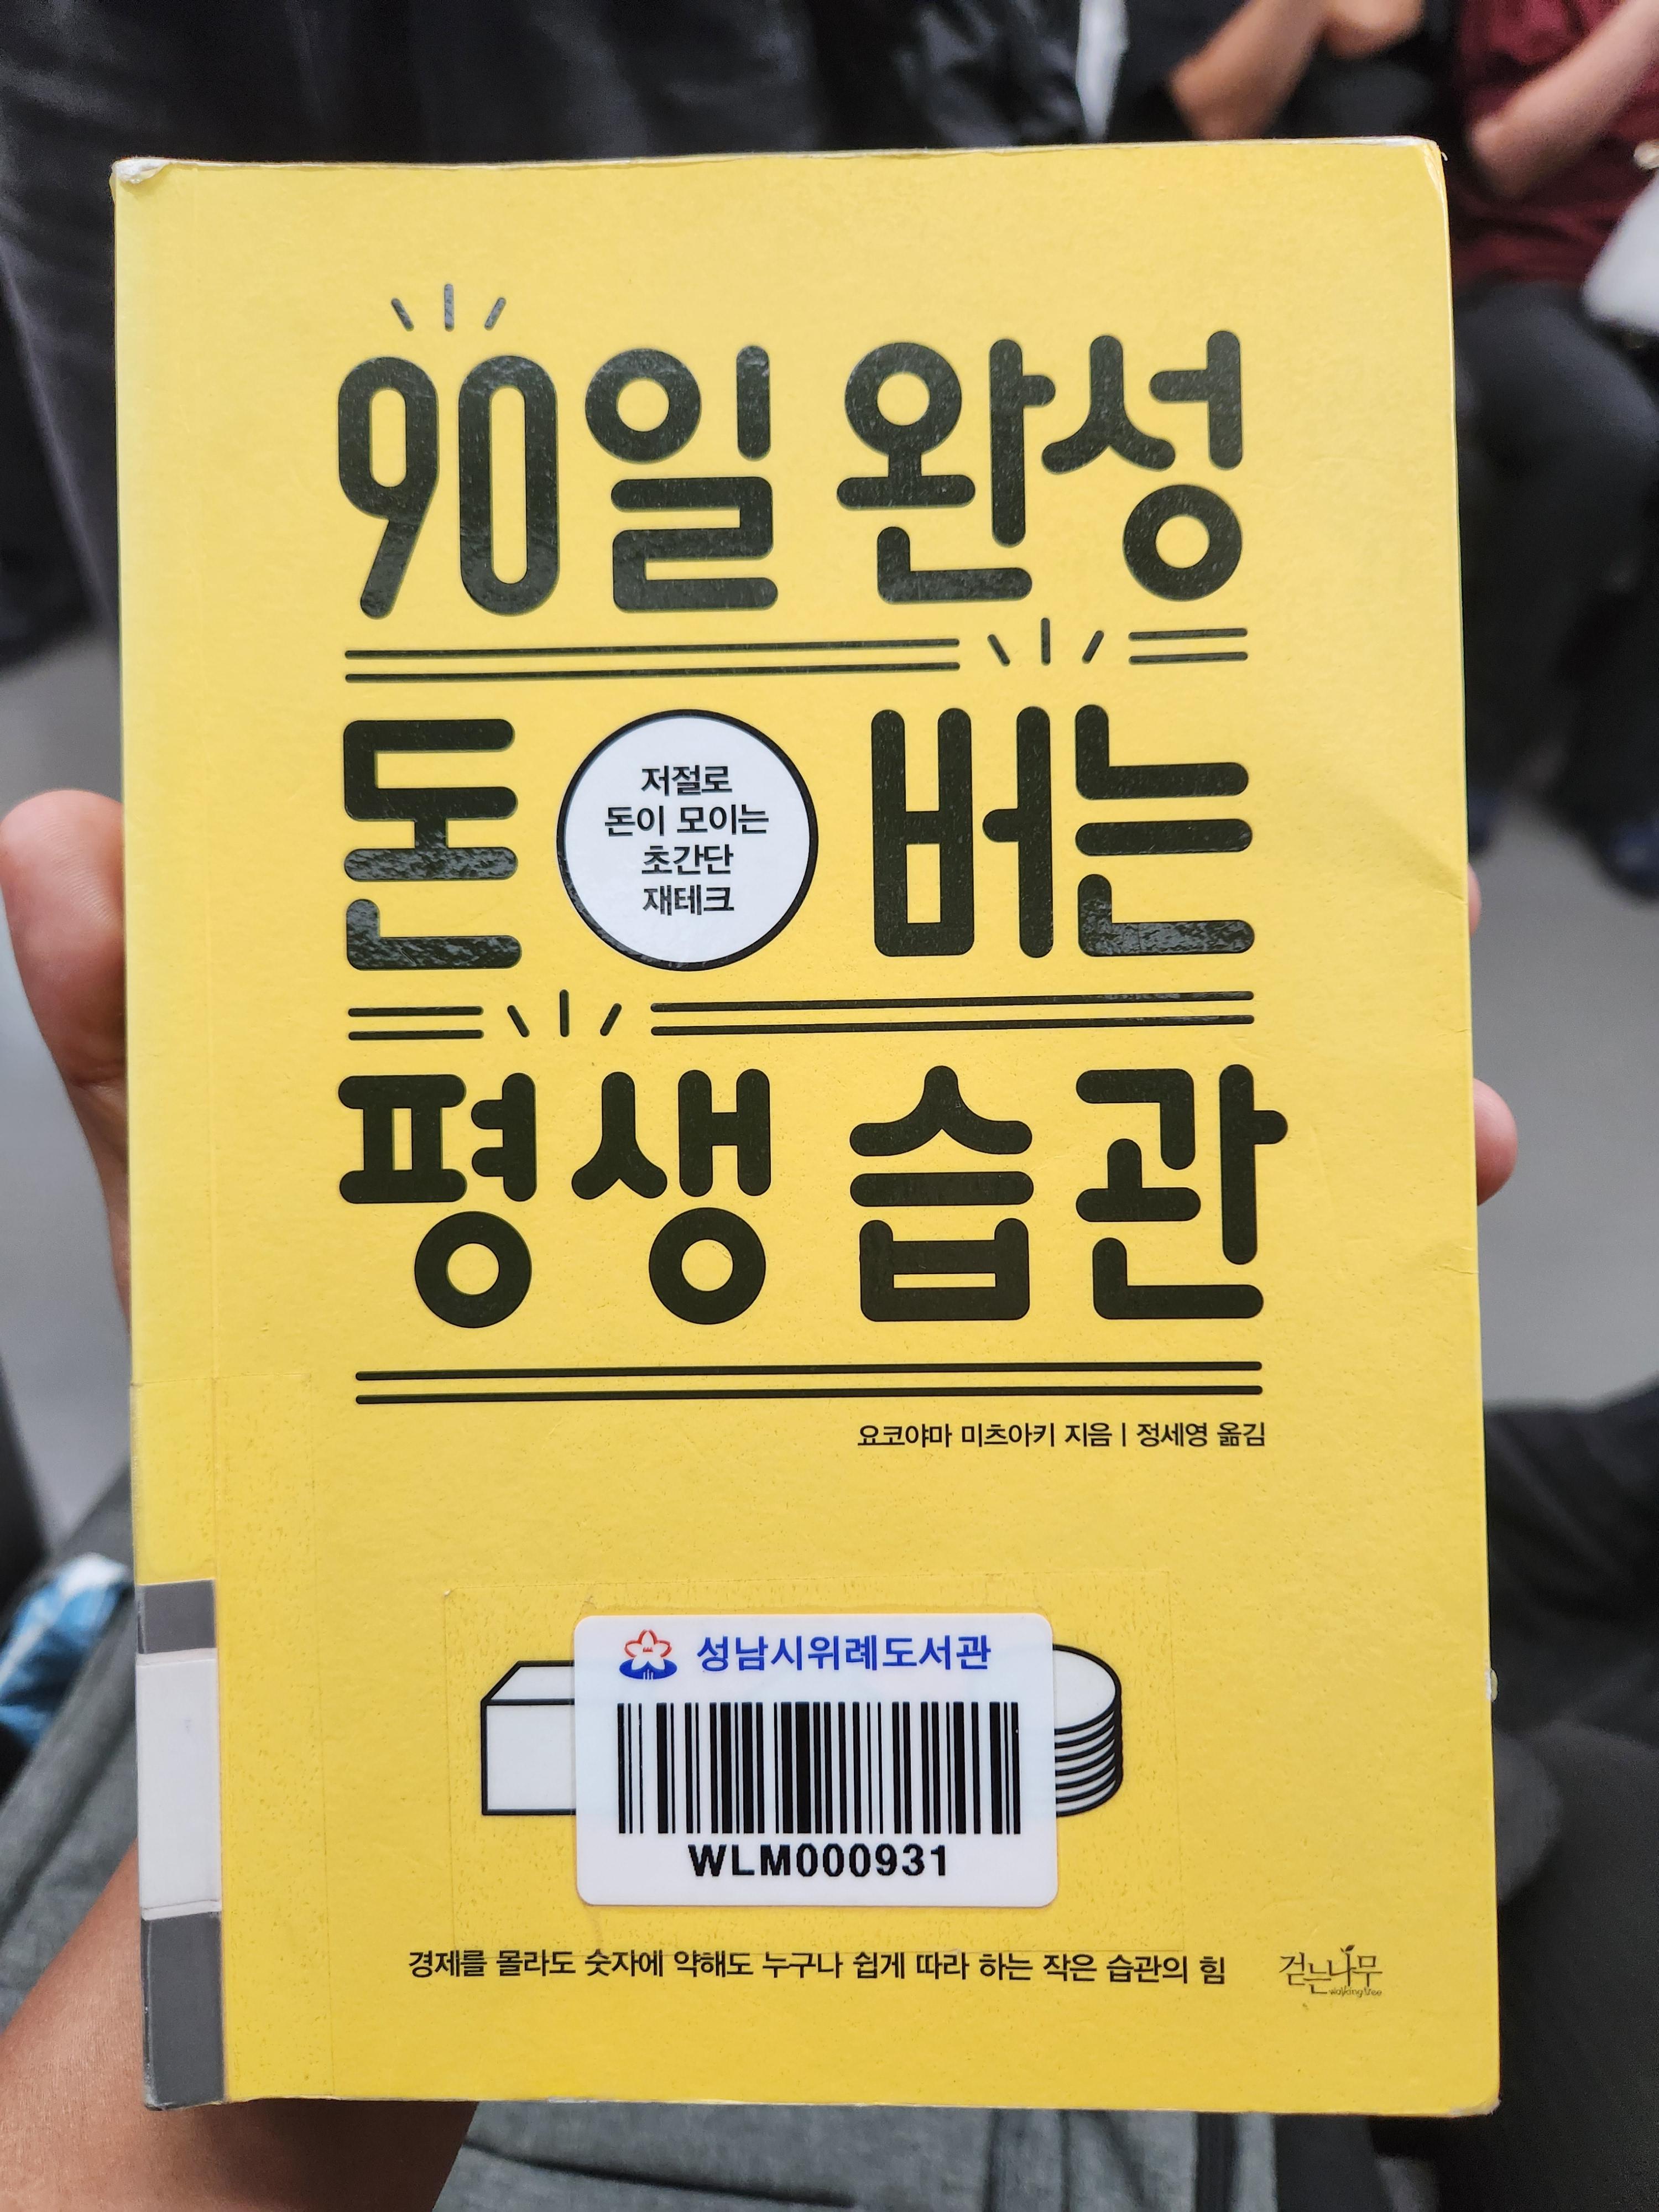 90일 완성
돈 버는
저절로
돈이 모이는
초간단
재테크
평생 습관
요코야마 미츠아키 지음 | 정세영 옮김
성남시위례도서관
WLM000931
경제를 몰라도 숫자에 약해도 누구나 쉽게 따라 하는 작은 습관의 힘
걷는나무
walking tree